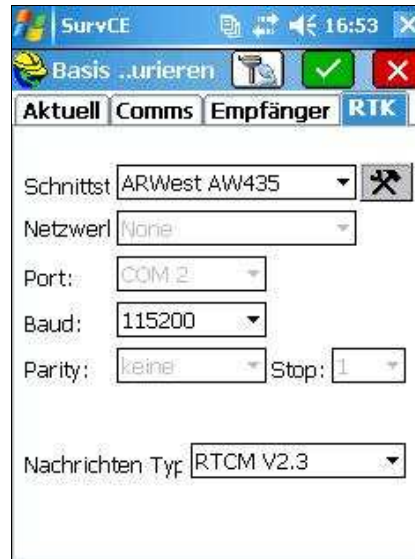 SurvCE 16:53
Basis ..urieren
Aktuell Comms Empfänger RTK
Schnittst ARWest AW435
Netzwerl None
Port: COM 2
Baud: 115200
Parity: keine Stop: 1
Nachrichten Typ RTCM V2.3